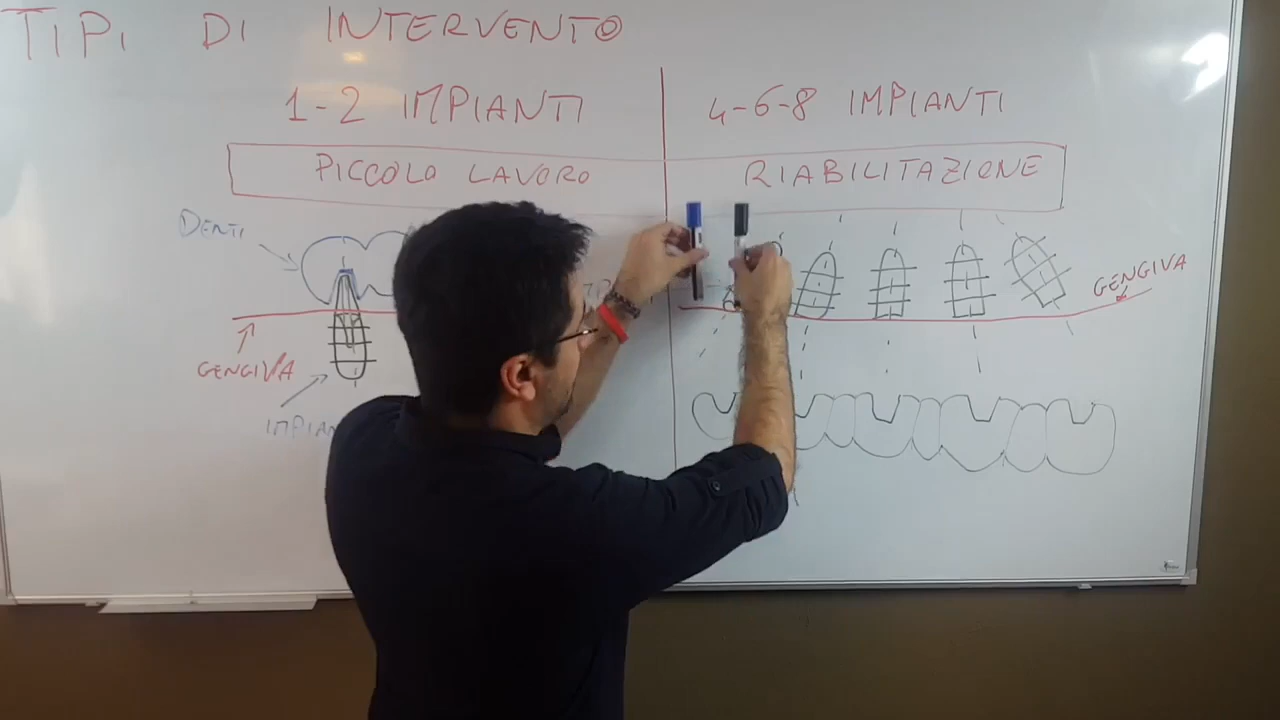 TIPI DI INTERVENTO
1-2 IMPIANTI
4-6-8 IMPIANTI
PICCOLO LAVORO
RIABILITAZIONE
DENTI
GENGIVA
GENGIVA